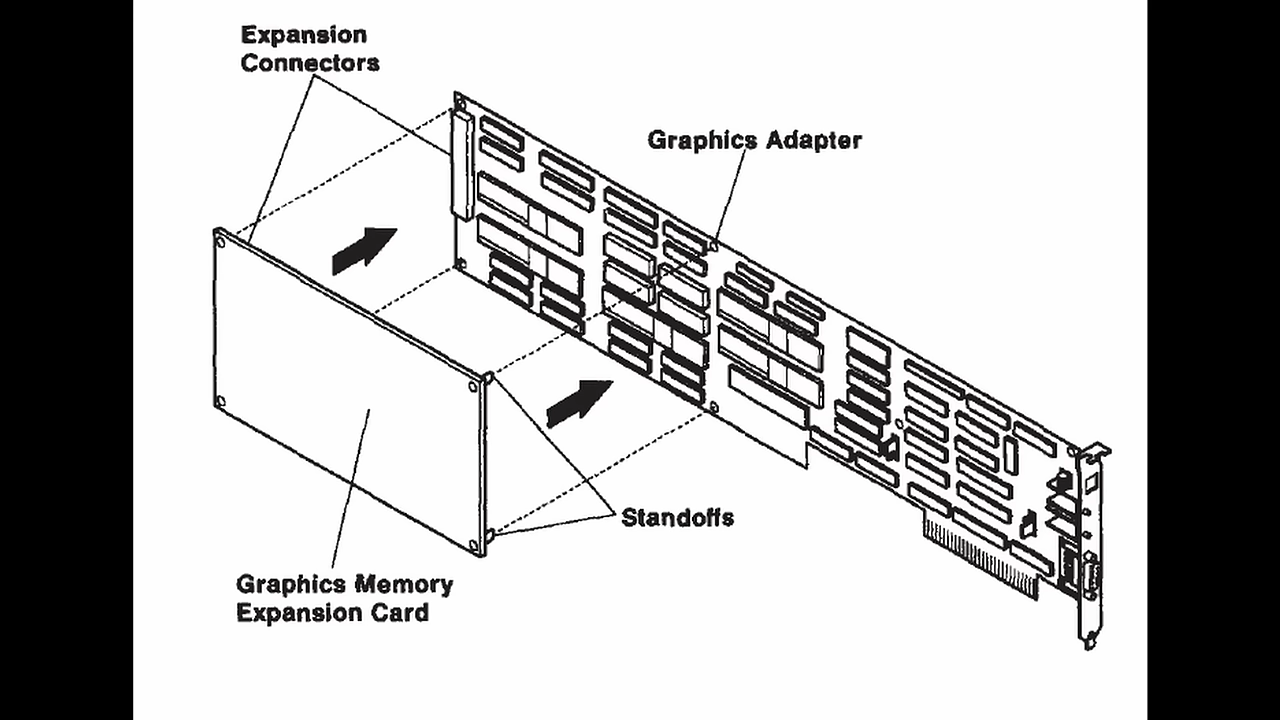 Expansion
Connectors
Graphics Adapter
Standoffs
Graphics Memory
Expansion Card